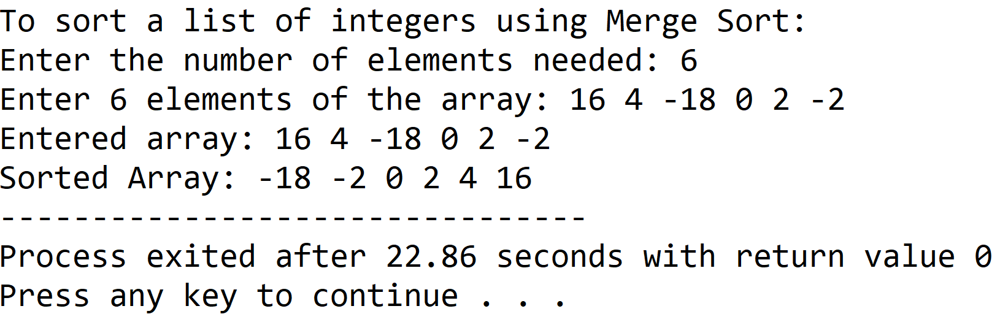 To sort a list of integers using Merge Sort:
Enter the number of elements needed: 6
Enter 6 elements of the array: 16 4 -18 0 2 -2
Entered array: 16 4 -18 0 2 -2
Sorted Array: -18 -2 0 2 4 16
--------------------------------
Process exited after 22.86 seconds with return value 0
Press any key to continue . . .